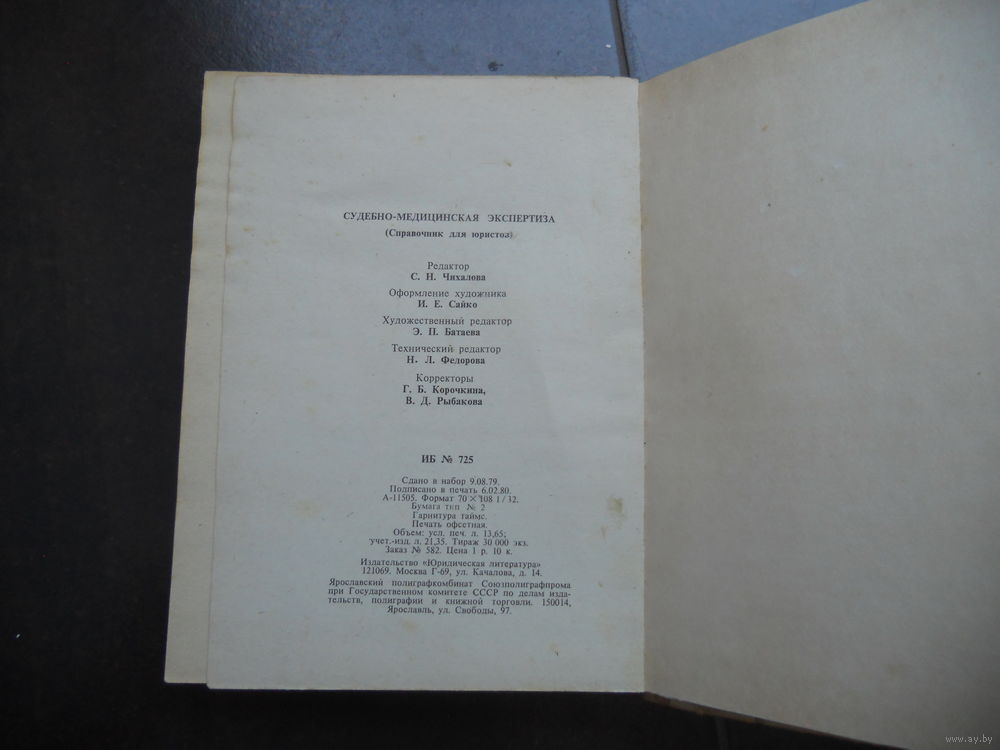 СУДЕБНО-МЕДИЦИНСКАЯ ЭКСПЕРТИЗА
(Справочник для юристов)
Редактор
С. Н. Чихалова
Оформление художника
И. Е. Сайко
Художественный редактор
Э. П. Батаева
Технический редактор
Н. Л. Федорова
Корректоры
Г. Б. Корочкина,
В. Д. Рыбакова
ИБ № 725
Сдано в набор 9.08.79.
Подписано в печать 6.02.80.
А-11505. Формат 70×108 1/32.
Бумага тип № 2
Гарнитура таймс.
Печать офсетная.
Объем: усл. печ. л. 13,65;
учет.-изд. л. 21,35. Тираж 30 000 экз.
Заказ № 582. Цена 1 р. 10 к.
Издательство «Юридическая литература»
121069. Москва Г-69, ул. Качалова, д. 14.
Ярославский полиграфкомбинат Союзполиграфпрома
при Государственном комитете СССР по делам изда-
тельств, полиграфии и книжной торговли. 150014,
Ярославль, ул. Свободы, 97.
www.ay.by